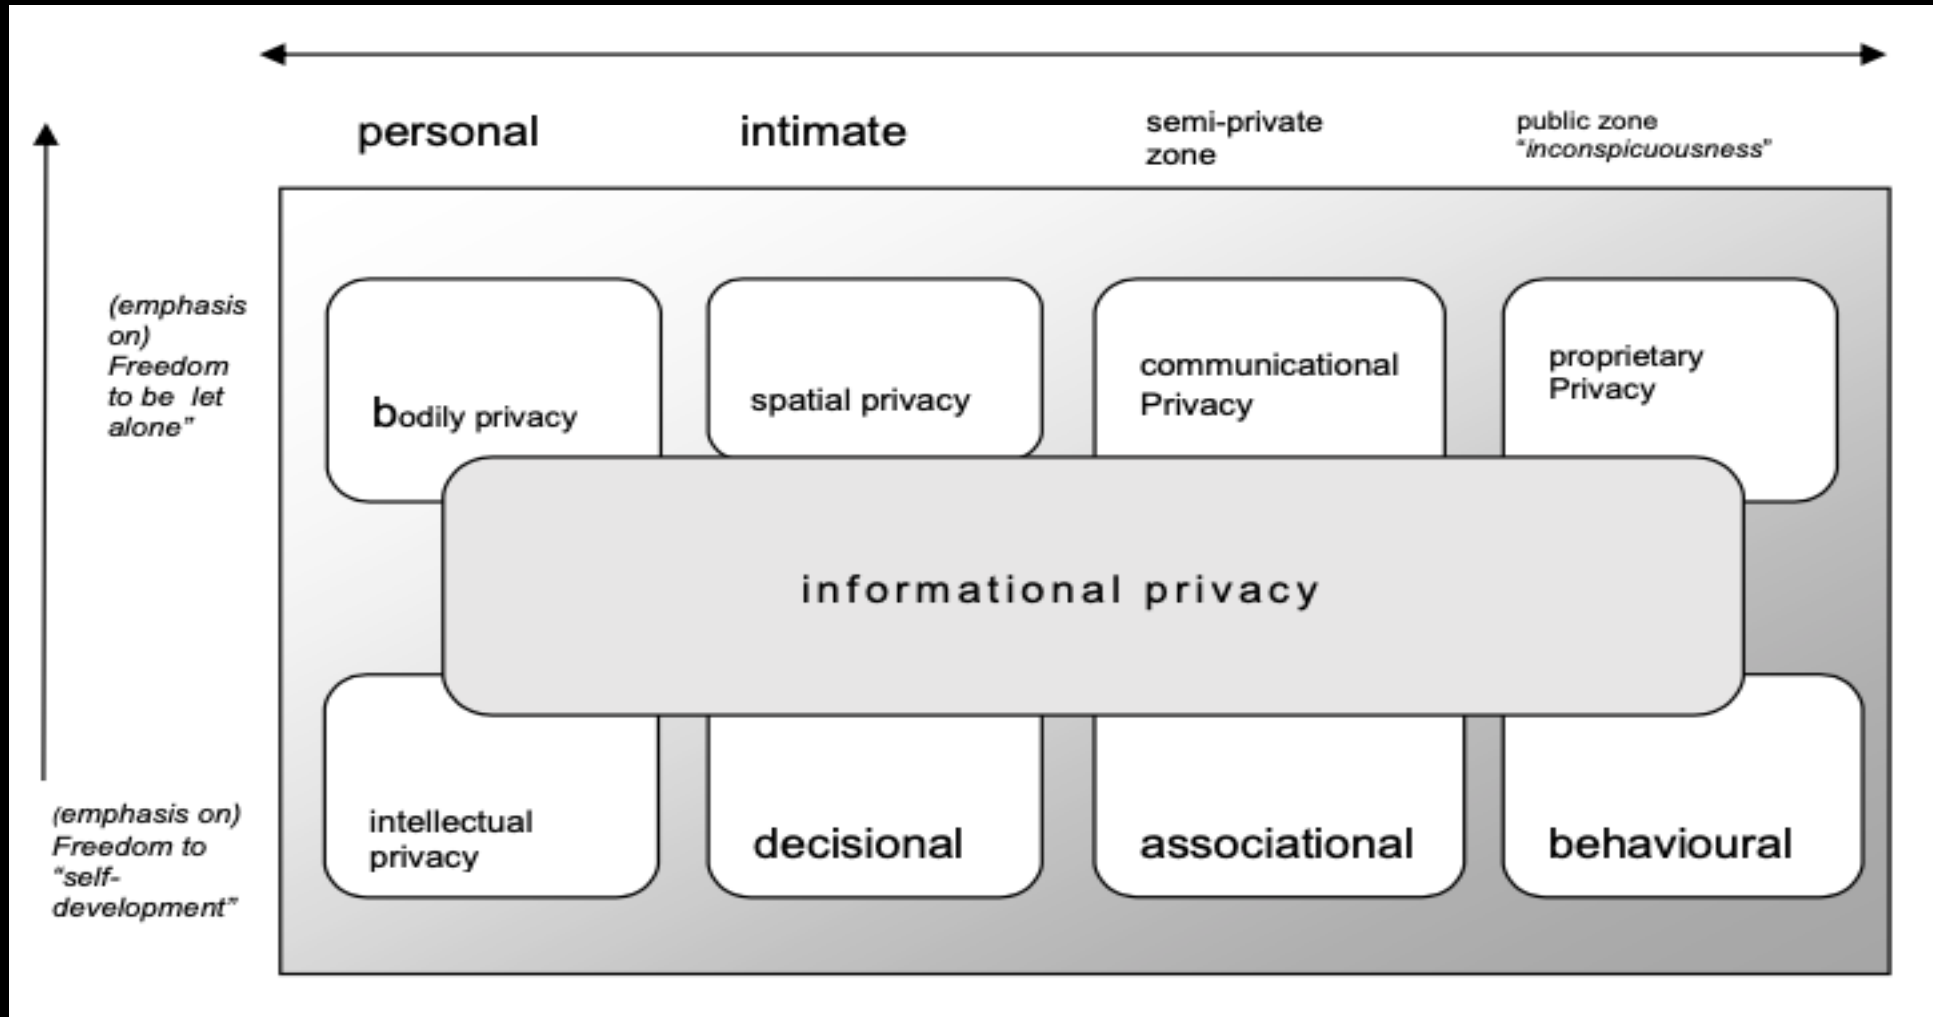 personal
intimate
semi-private
zone
public zone
“inconspicuousness”
(emphasis
on)
Freedom
to be let
alone”
bodily privacy
spatial privacy
communicational
Privacy
proprietary
Privacy
informational privacy
(emphasis on)
Freedom to
“self-
development”
intellectual
privacy
decisional
associational
behavioural